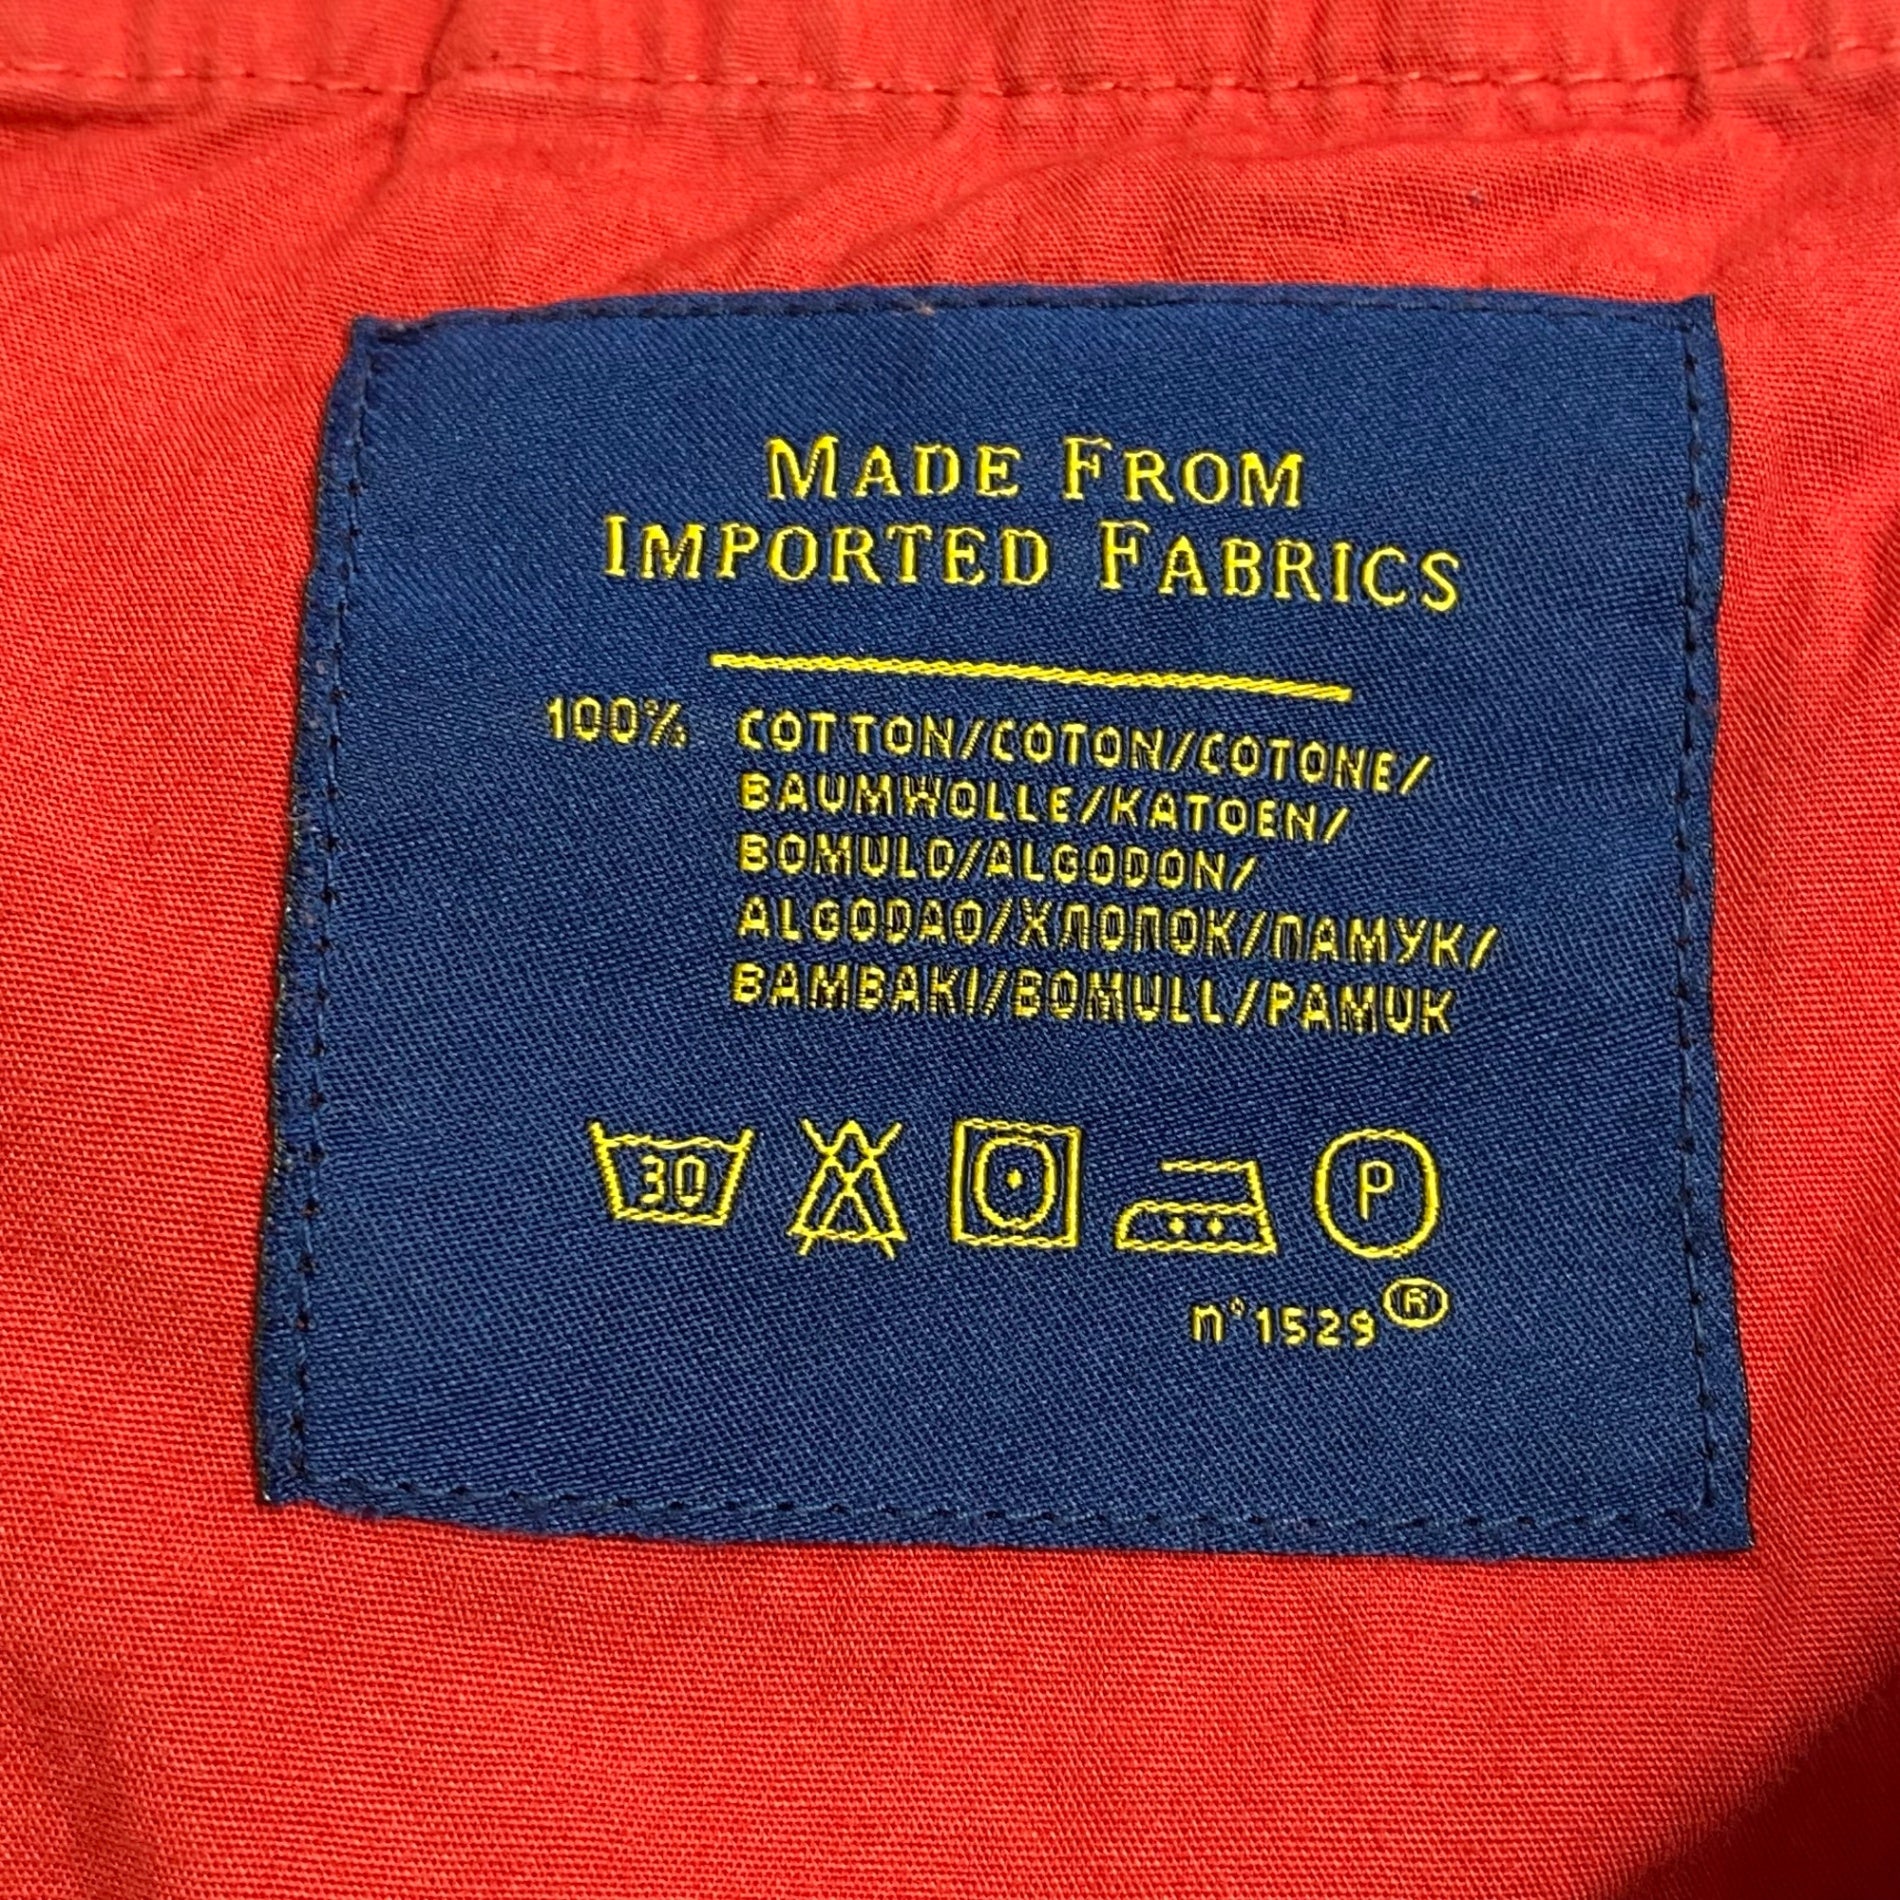 MADE FROM
IMPORTED FABRICS
100% COTTON/COTON/COTONE/
BAUMWOLLE/KATOEN/
BOMULD/ALGODON/
ALGODAO/ХЛОПОК/ПАМУК/
BAMBAKI/BOMULL/PAMUK
30 P
n°1529®